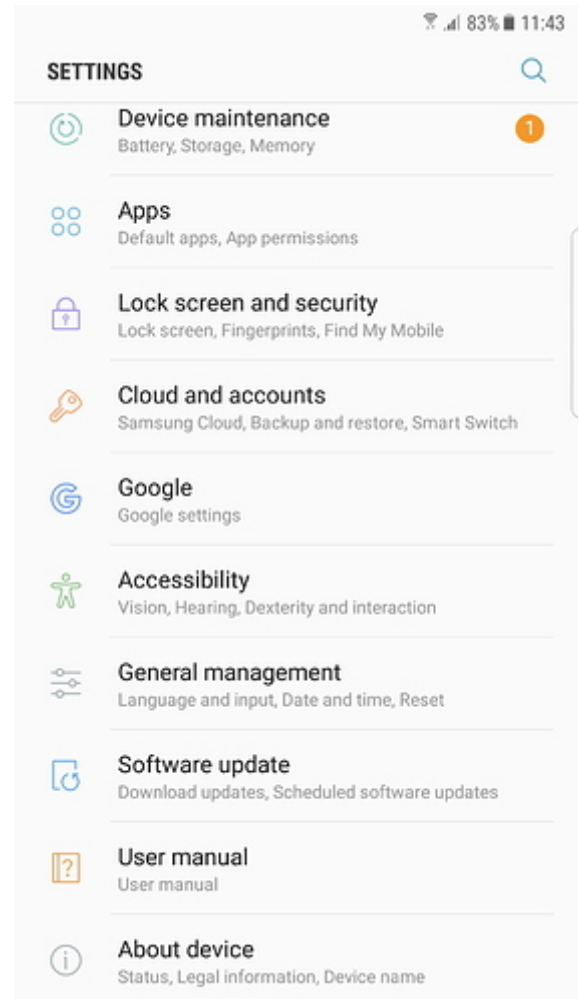 83% 11:43
SETTINGS
Device maintenance
Battery, Storage, Memory
1
Apps
Default apps, App permissions
Lock screen and security
Lock screen, Fingerprints, Find My Mobile
Cloud and accounts
Samsung Cloud, Backup and restore, Smart Switch
Google
Google settings
Accessibility
Vision, Hearing, Dexterity and interaction
General management
Language and input, Date and time, Reset
Software update
Download updates, Scheduled software updates
User manual
User manual
About device
Status, Legal information, Device name